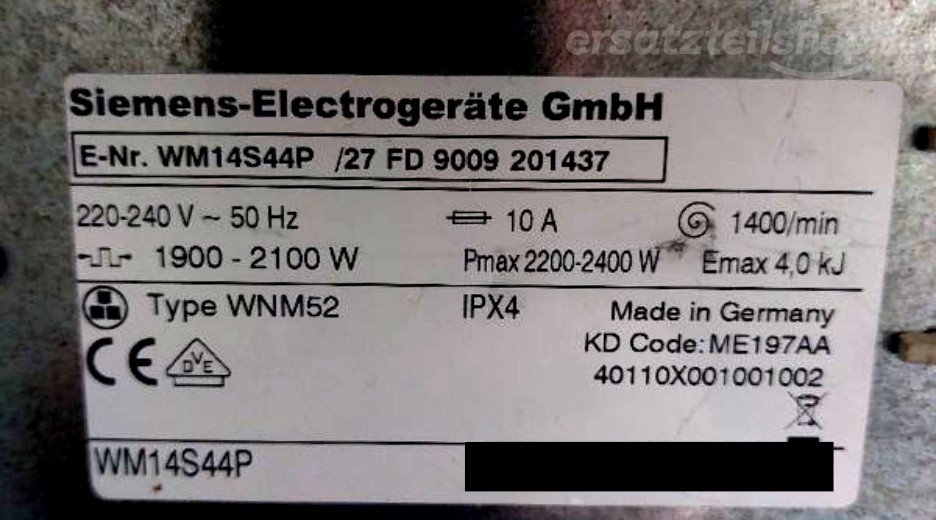 ersatzteilshop
Siemens-Electrogeräte GmbH
E-Nr. WM14S44P /27 FD 9009 201437
220-240 V ~ 50 Hz 10 A 1400/min
1900 - 2100 W Pmax 2200-2400 W Emax 4,0 kJ
Type WNM52 IPX4 Made in Germany
KD Code: ME197AA
CE DVE 40110X001001002
WM14S44P